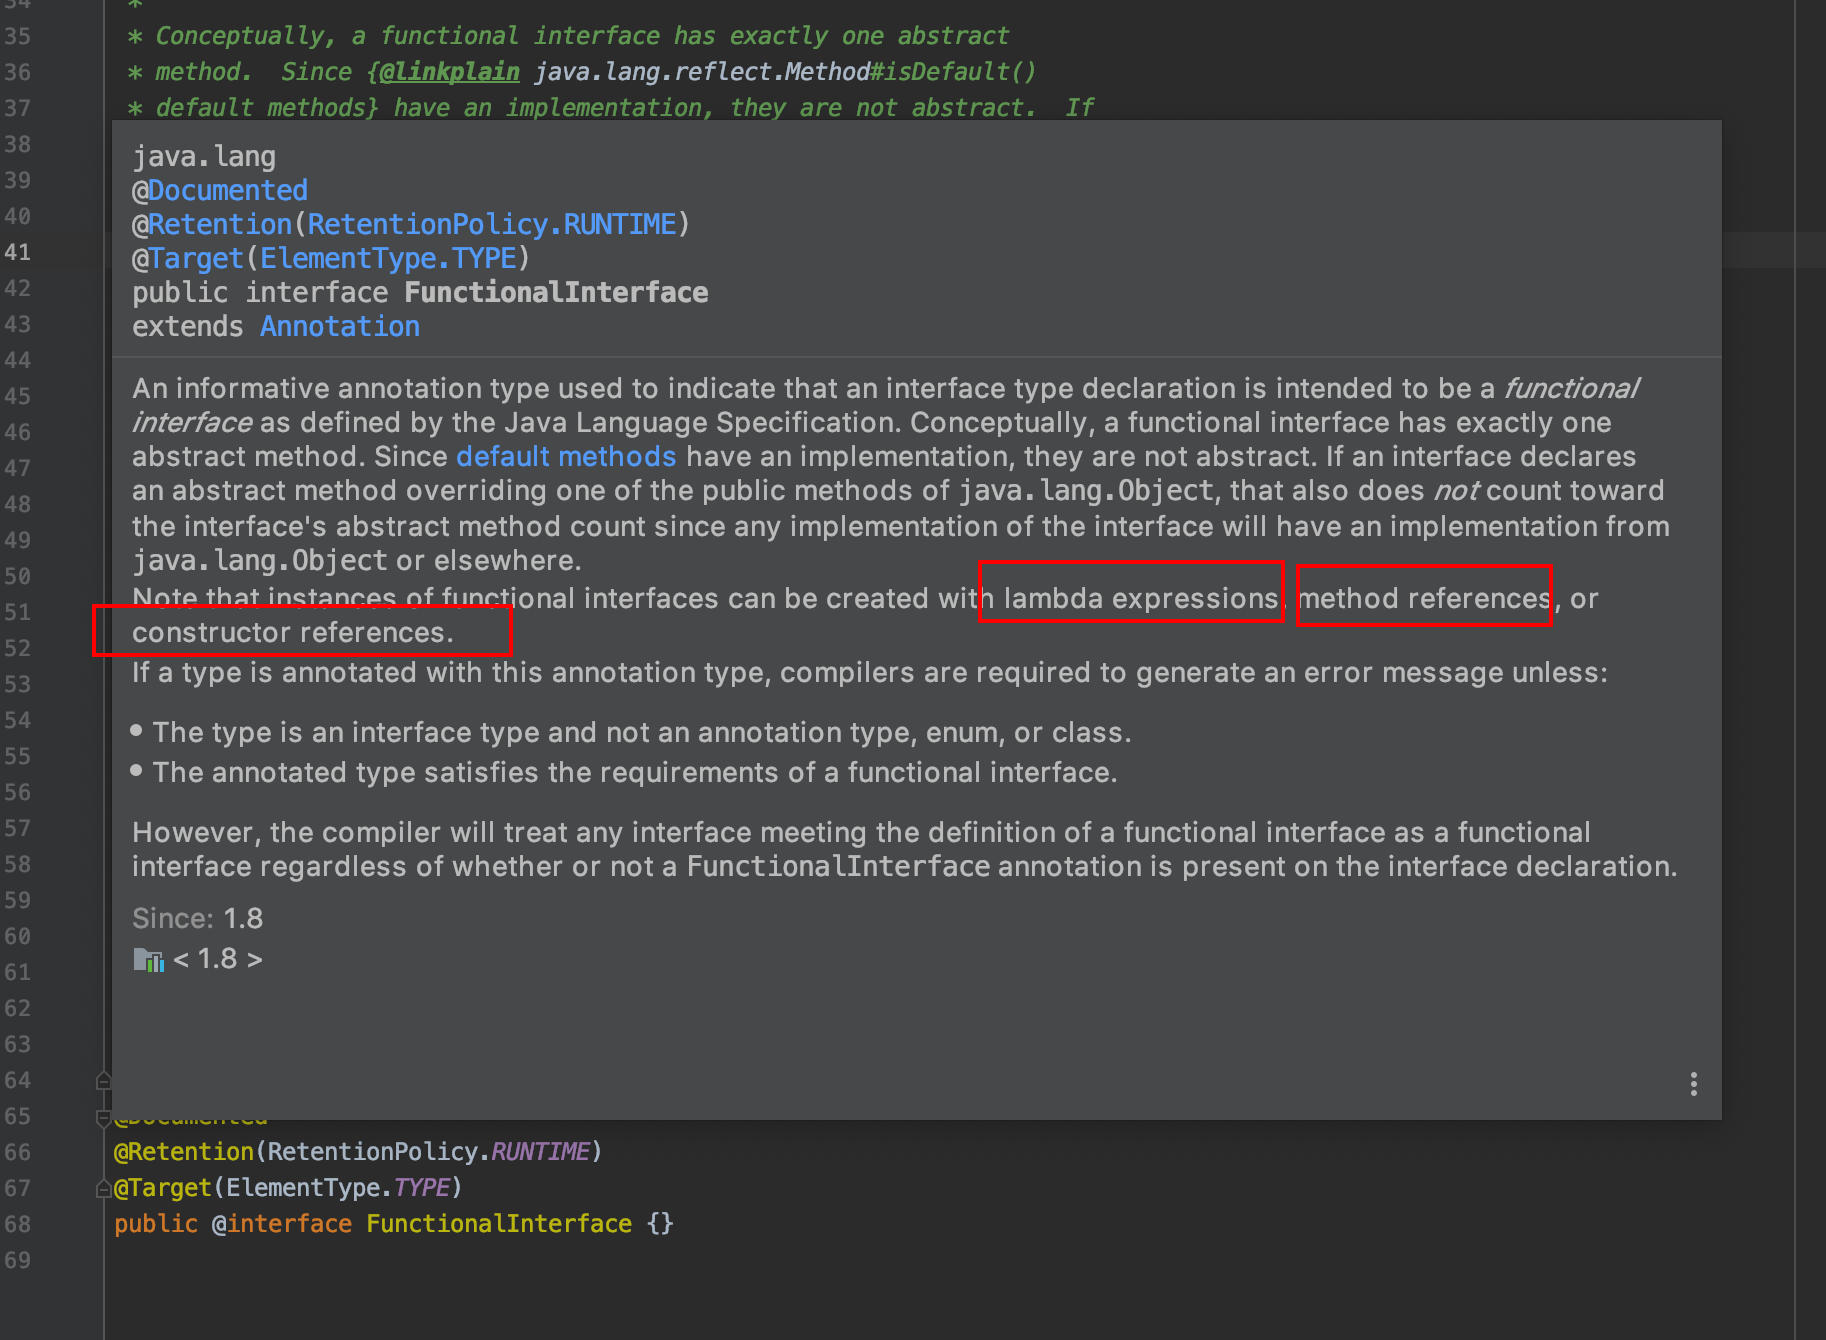 34 *
35 * Conceptually, a functional interface has exactly one abstract
36 * method.  Since {@linkplain java.lang.reflect.Method#isDefault()
37 * default methods} have an implementation, they are not abstract.  If
38
java.lang
39
@Documented
40
@Retention(RetentionPolicy.RUNTIME)
41
@Target(ElementType.TYPE)
42
public interface FunctionalInterface
43
extends Annotation
44
45
An informative annotation type used to indicate that an interface type declaration is intended to be a functional
46
interface as defined by the Java Language Specification. Conceptually, a functional interface has exactly one
47
abstract method. Since default methods have an implementation, they are not abstract. If an interface declares
48
an abstract method overriding one of the public methods of java.lang.Object, that also does not count toward
49
the interface's abstract method count since any implementation of the interface will have an implementation from
50
java.lang.Object or elsewhere.
51
Note that instances of functional interfaces can be created with lambda expressions, method references, or
52
constructor references.
53
If a type is annotated with this annotation type, compilers are required to generate an error message unless:
54
55
• The type is an interface type and not an annotation type, enum, or class.
56
• The annotated type satisfies the requirements of a functional interface.
57
However, the compiler will treat any interface meeting the definition of a functional interface as a functional
58
interface regardless of whether or not a FunctionalInterface annotation is present on the interface declaration.
59
60
Since: 1.8
61
< 1.8 >
62
63
64
65 @Documented
66 @Retention(RetentionPolicy.RUNTIME)
67 @Target(ElementType.TYPE)
68 public @interface FunctionalInterface {}
69